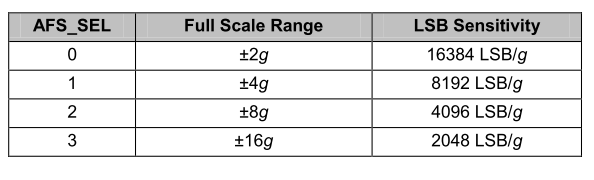 AFS_SEL Full Scale Range LSB Sensitivity
0 ±2g 16384 LSB/g
1 ±4g 8192 LSB/g
2 ±8g 4096 LSB/g
3 ±16g 2048 LSB/g